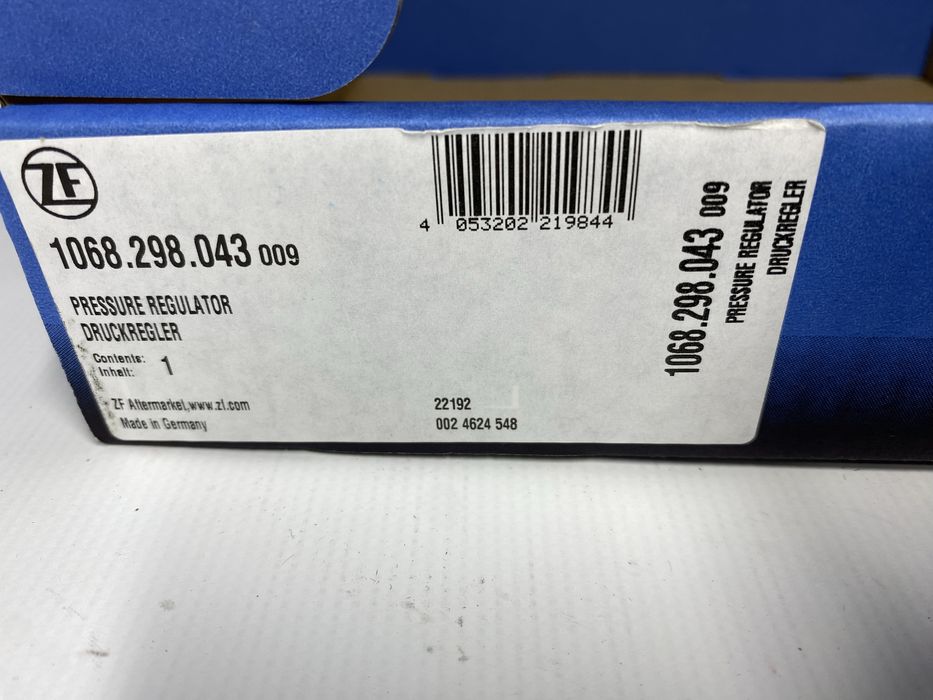 ZF
4 053202 219844
1068.298.043 009
PRESSURE REGULATOR
DRUCKREGLER
Contents:
Inhalt: 1
ZF Aftermarket,www.zf.com
Made in Germany
22192
002 4624 548
1068.298.043 009
PRESSURE REGULATOR
DRUCKREGLER